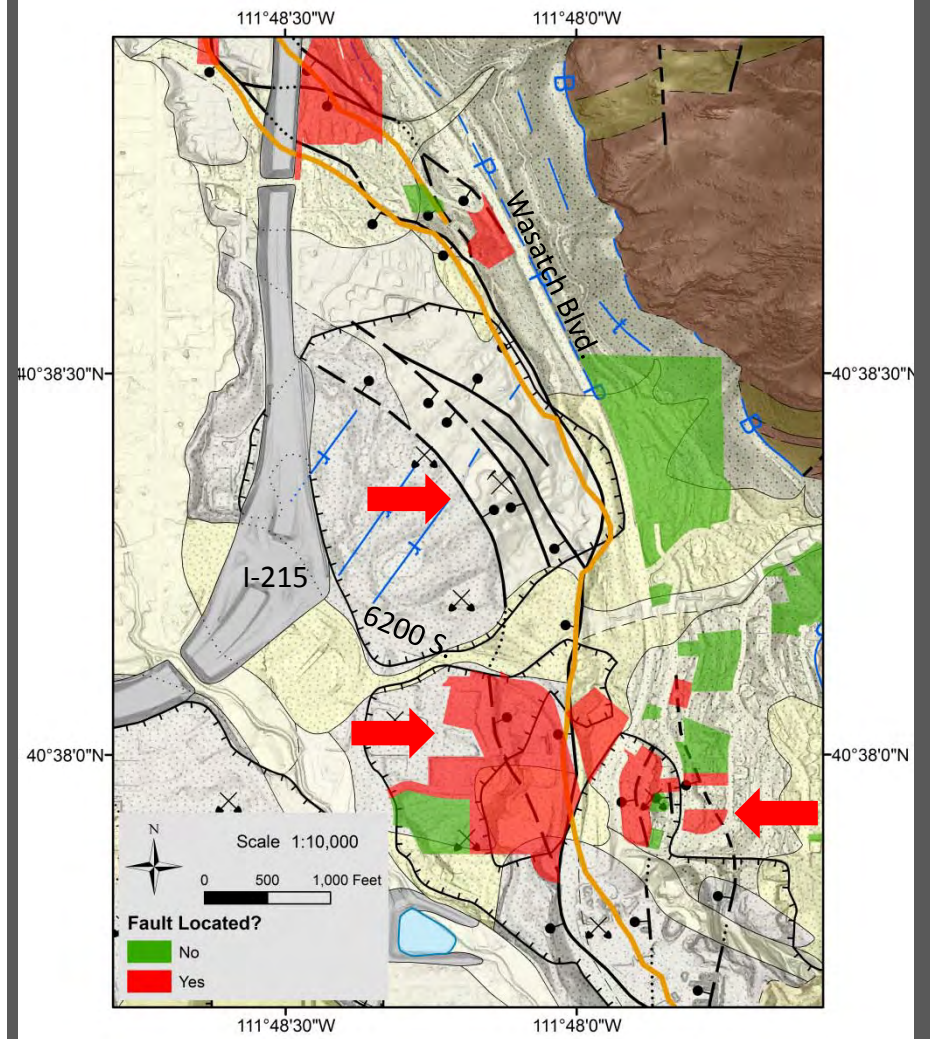 111°48'30"W 111°48'0"W
B
P
Wasatch Blvd.
P
40°38'30"N 40°38'30"N
P
B
I-215
6200 S.
40°38'0"N 40°38'0"N
N
Scale 1:10,000
0 500 1,000 Feet
Fault Located?
No
Yes
111°48'30"W 111°48'0"W